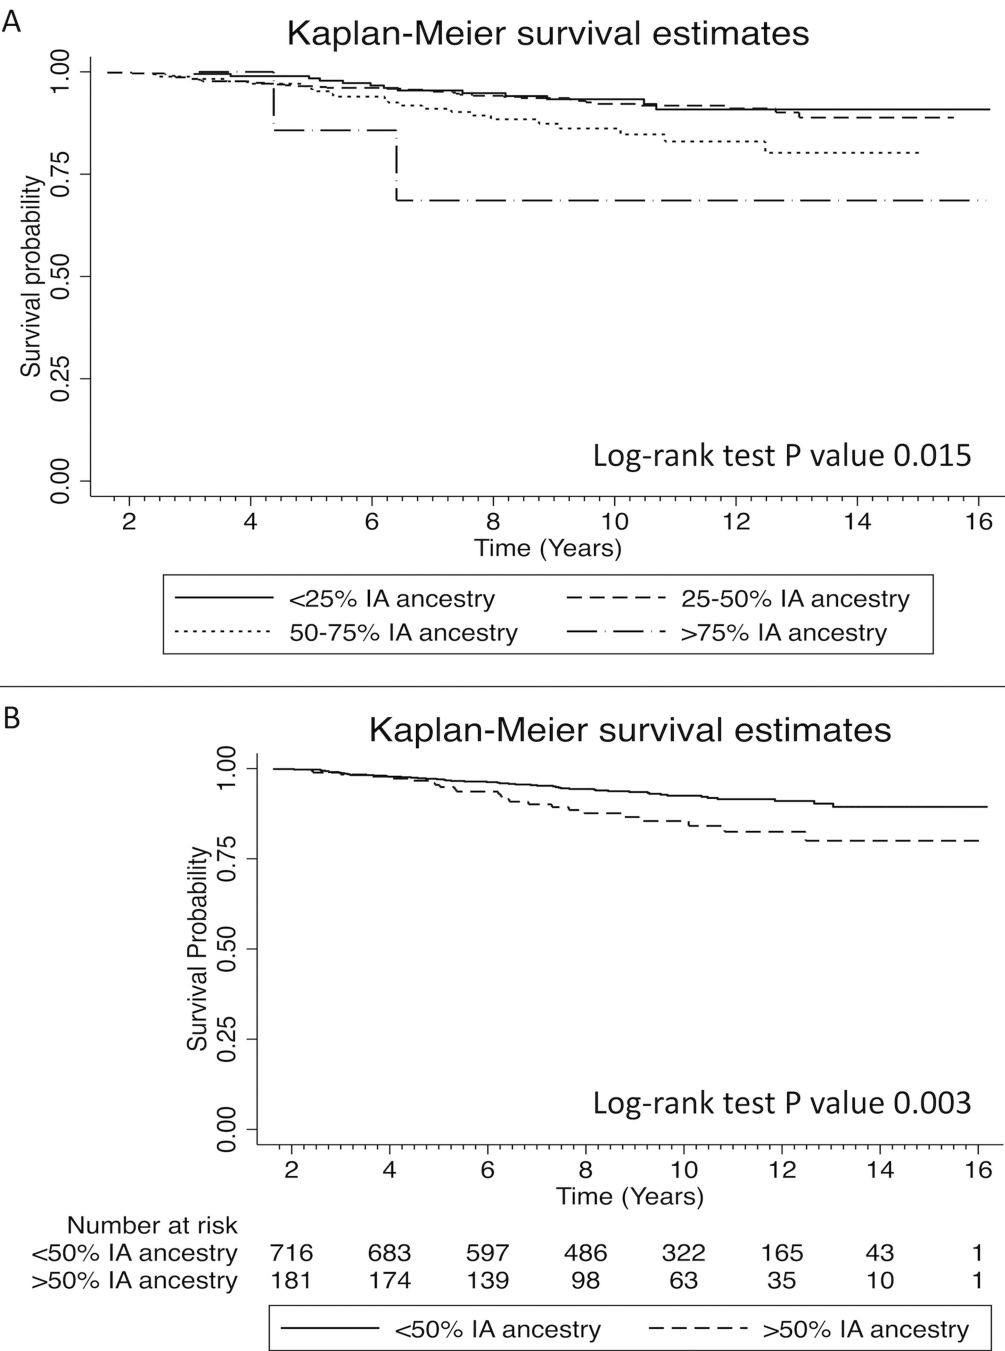 A
Kaplan-Meier survival estimates
1.00
0.75
0.50
0.25
0.00
Survival probability
Log-rank test P value 0.015
2 4 6 8 10 12 14 16
Time (Years)
<25% IA ancestry 25-50% IA ancestry
50-75% IA ancestry >75% IA ancestry
B
Kaplan-Meier survival estimates
1.00
0.75
0.50
0.25
0.00
Survival Probability
Log-rank test P value 0.003
2 4 6 8 10 12 14 16
Time (Years)
Number at risk
<50% IA ancestry 716 683 597 486 322 165 43 1
>50% IA ancestry 181 174 139 98 63 35 10 1
<50% IA ancestry >50% IA ancestry